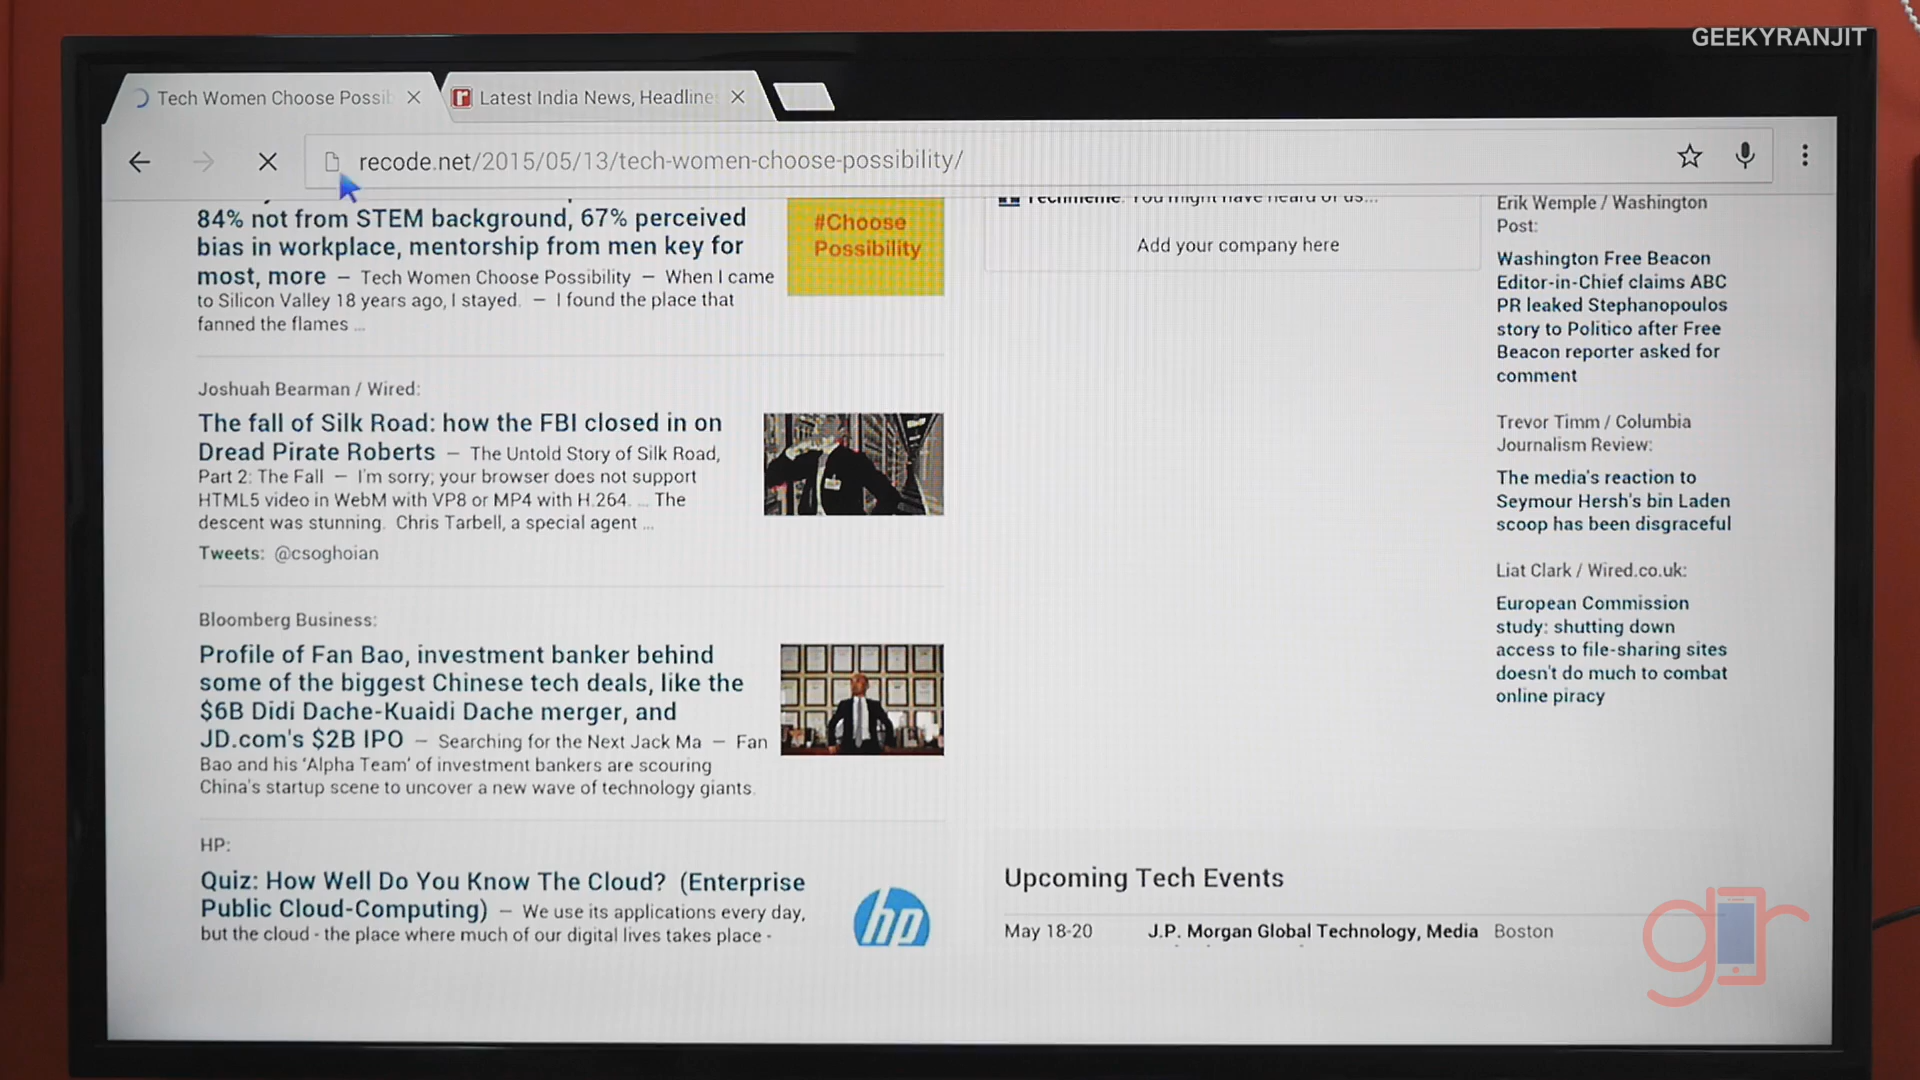 GEEKYRANJIT
Tech Women Choose Possib
Latest India News, Headline
recode.net/2015/05/13/tech-women-choose-possibility/
84% not from STEM background, 67% perceived
bias in workplace, mentorship from men key for
most, more — Tech Women Choose Possibility — When I came
to Silicon Valley 18 years ago, I stayed. — I found the place that
fanned the flames ...
#Choose
Possibility
Joshuah Bearman / Wired:
The fall of Silk Road: how the FBI closed in on
Dread Pirate Roberts — The Untold Story of Silk Road,
Part 2: The Fall — I'm sorry; your browser does not support
HTML5 video in WebM with VP8 or MP4 with H.264. ... The
descent was stunning. Chris Tarbell, a special agent ...
Tweets: @csoghoian
Bloomberg Business:
Profile of Fan Bao, investment banker behind
some of the biggest Chinese tech deals, like the
$6B Didi Dache-Kuaidi Dache merger, and
JD.com's $2B IPO — Searching for the Next Jack Ma — Fan
Bao and his 'Alpha Team' of investment bankers are scouring
China's startup scene to uncover a new wave of technology giants.
HP:
Quiz: How Well Do You Know The Cloud? (Enterprise
Public Cloud-Computing) — We use its applications every day,
but the cloud - the place where much of our digital lives takes place -
hp
Techmeme: You might have heard of us...
Add your company here
Upcoming Tech Events
May 18-20 J.P. Morgan Global Technology, Media Boston
Erik Wemple / Washington
Post:
Washington Free Beacon
Editor-in-Chief claims ABC
PR leaked Stephanopoulos
story to Politico after Free
Beacon reporter asked for
comment
Trevor Timm / Columbia
Journalism Review:
The media's reaction to
Seymour Hersh's bin Laden
scoop has been disgraceful
Liat Clark / Wired.co.uk:
European Commission
study: shutting down
access to file-sharing sites
doesn't do much to combat
online piracy
gr